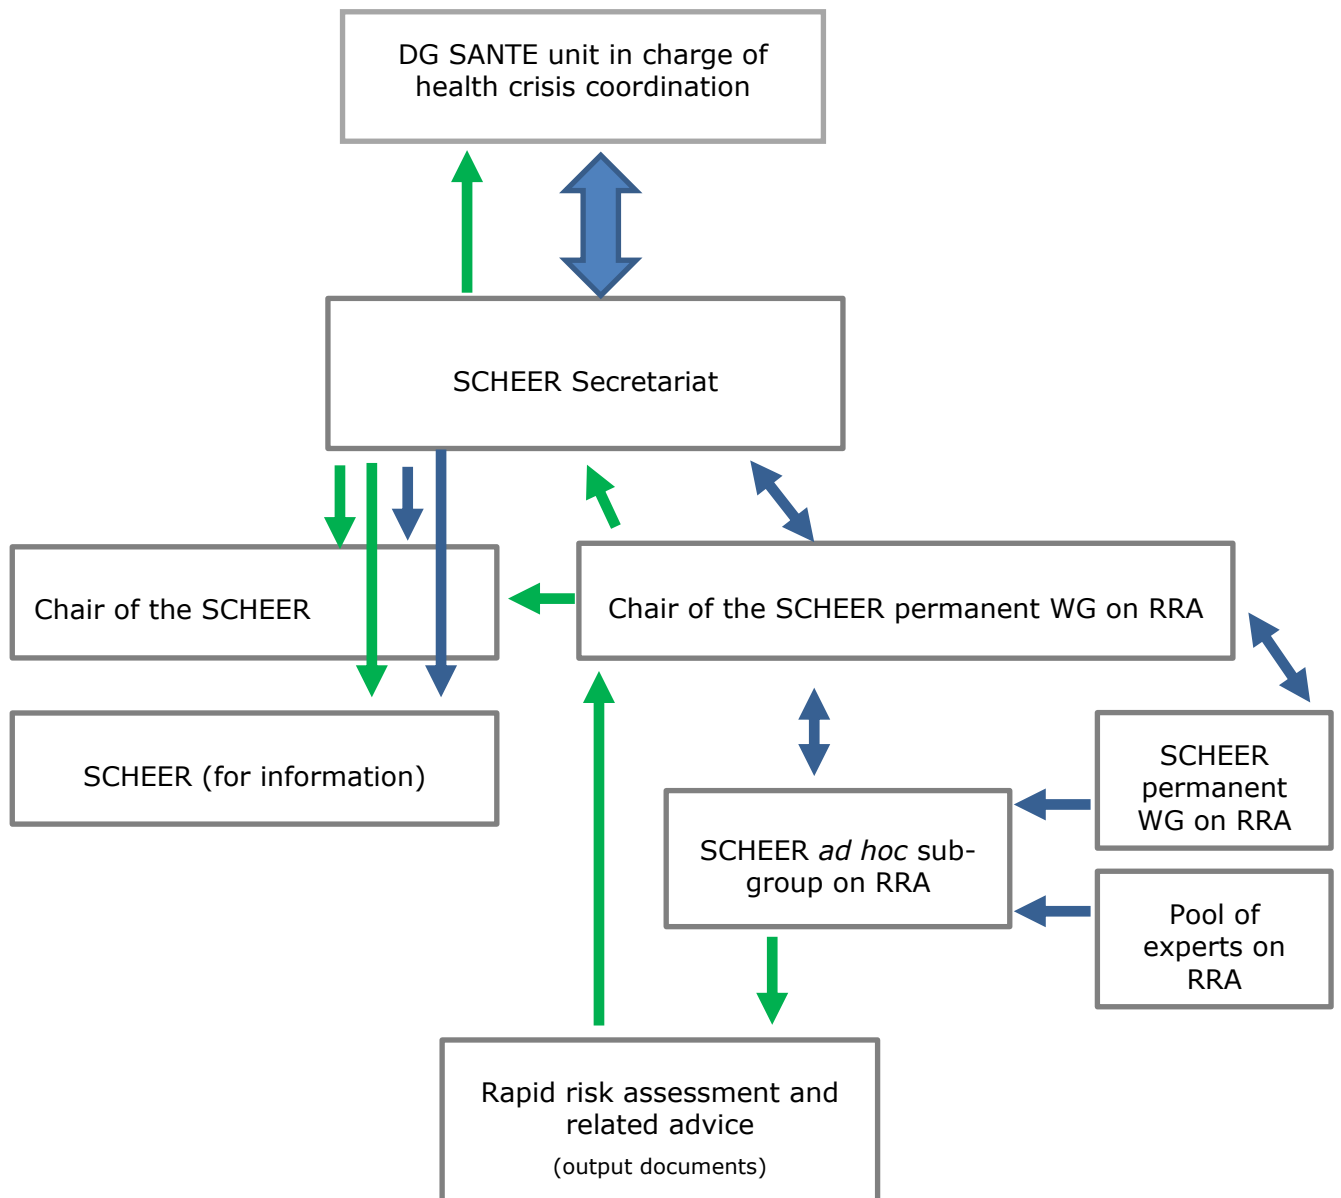 DG SANTE unit in charge of
health crisis coordination
SCHEER Secretariat
Chair of the SCHEER
Chair of the SCHEER permanent WG on RRA
SCHEER (for information)
SCHEER
permanent
WG on RRA
SCHEER ad hoc sub-
group on RRA
Pool of
experts on
RRA
Rapid risk assessment and
related advice
(output documents)